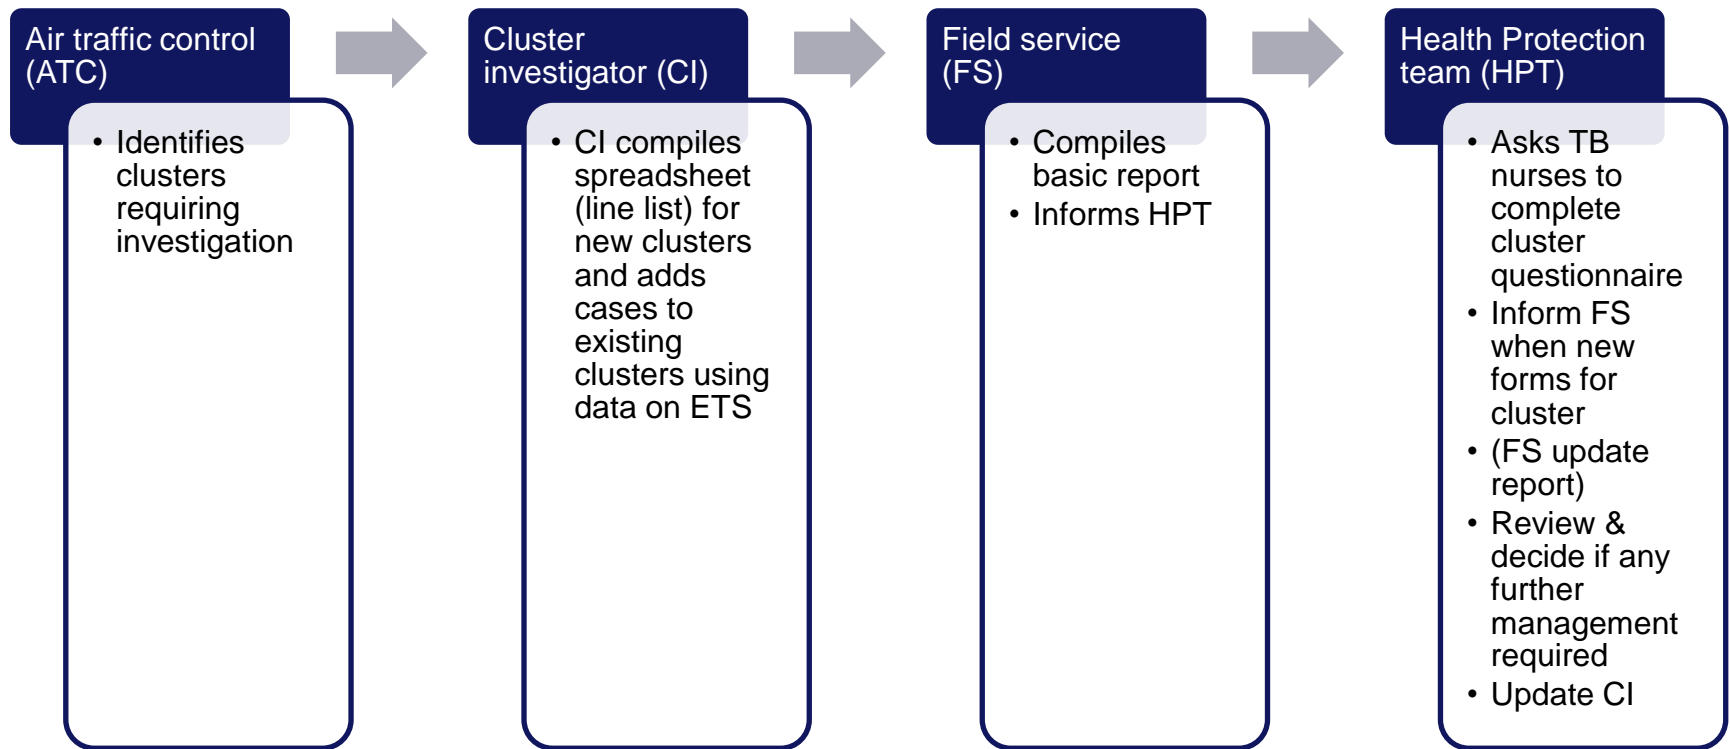 Air traffic control
(ATC)
• Identifies
clusters
requiring
investigation
Cluster
investigator (CI)
• CI compiles
spreadsheet
(line list) for
new clusters
and adds
cases to
existing
clusters using
data on ETS
Field service
(FS)
• Compiles
basic report
• Informs HPT
Health Protection
team (HPT)
• Asks TB
nurses to
complete
cluster
questionnaire
• Inform FS
when new
forms for
cluster
• (FS update
report)
• Review &
decide if any
further
management
required
• Update CI